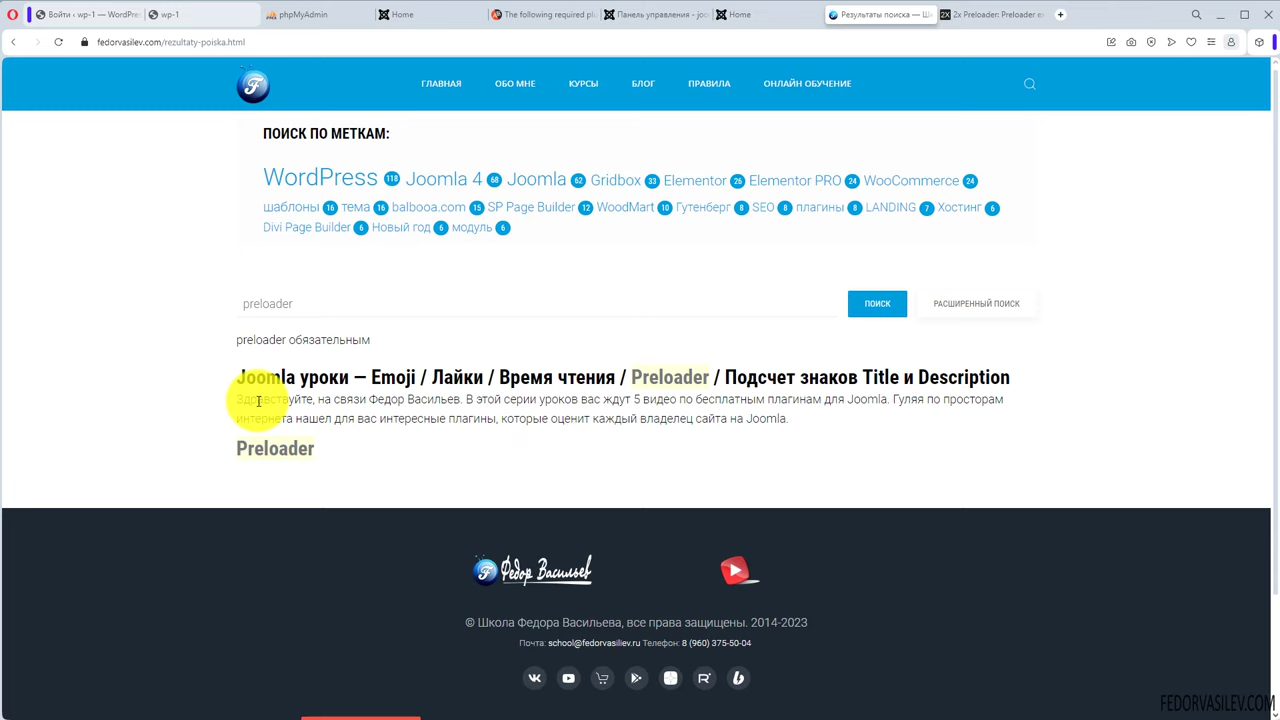 Войти ‹ wp-1 — WordPres
wp-1
phpMyAdmin
Home
The following required plu
Панель управления - joo
Home
Результаты поиска — Шк
2x Preloader: Preloader ex
fedorvasilev.com/rezultaty-poiska.html
ГЛАВНАЯ ОБО МНЕ КУРСЫ БЛОГ ПРАВИЛА ОНЛАЙН ОБУЧЕНИЕ
ПОИСК ПО МЕТКАМ:
WordPress 118 Joomla 4 68 Joomla 62 Gridbox 33 Elementor 26 Elementor PRO 24 WooCommerce 24
шаблоны 16 тема 16 balbooa.com 15 SP Page Builder 12 WoodMart 10 Гутенберг 8 SEO 8 плагины 8 LANDING 7 Хостинг 6
Divi Page Builder 6 Новый год 6 модуль 6
preloader ПОИСК РАСШИРЕННЫЙ ПОИСК
preloader обязательным
Joomla уроки — Emoji / Лайки / Время чтения / Preloader / Подсчет знаков Title и Description
Здравствуйте, на связи Федор Васильев. В этой серии уроков вас ждут 5 видео по бесплатным плагинам для Joomla. Гуляя по просторам
интернета нашел для вас интересные плагины, которые оценит каждый владелец сайта на Joomla.
Preloader
Федор Васильев
© Школа Федора Васильева, все права защищены. 2014-2023
Почта: school@fedorvasiliev.ru Телефон: 8 (960) 375-50-04
FEDORVASILEV.COM